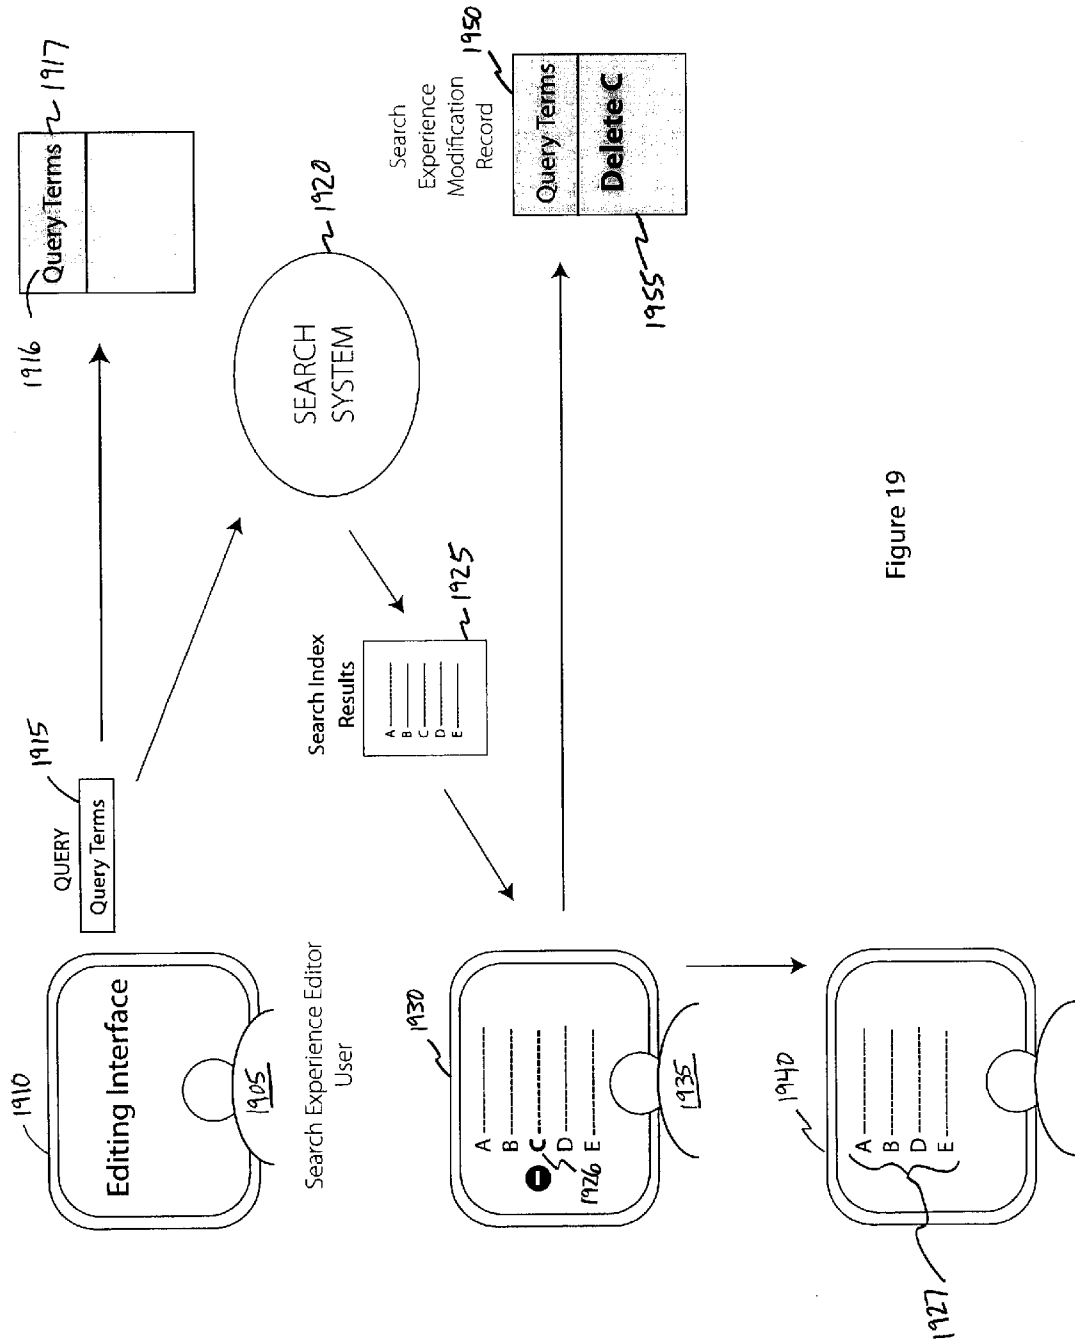 1910
Editing Interface
1905
Search Experience Editor
User
QUERY
1915
Query Terms
1916
Query Terms
1917
SEARCH
SYSTEM
1920
Search Index
Results
1925
A
B
C
D
E
1930
A
B
C
D
E
1926
1935
Search
Experience
Modification
Record
1950
Query Terms
Delete C
1955
1940
A
B
D
E
1927
Figure 19